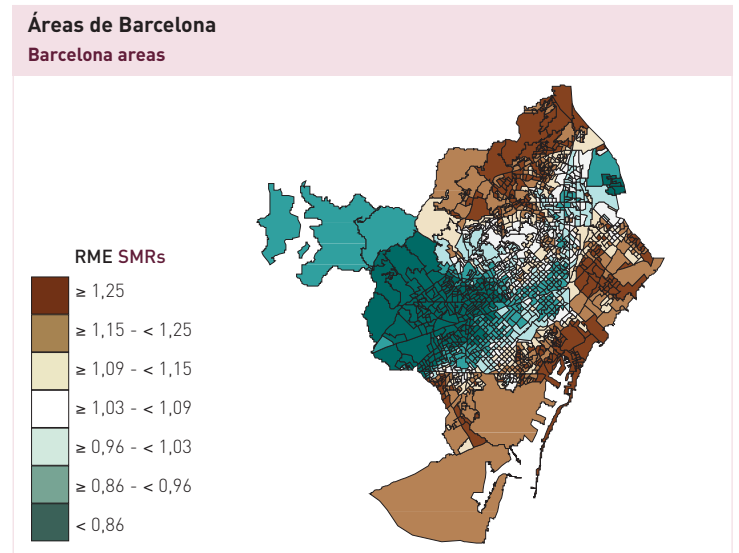 Áreas de Barcelona
Barcelona areas
RME SMRs
≥ 1,25
≥ 1,15 - < 1,25
≥ 1,09 - < 1,15
≥ 1,03 - < 1,09
≥ 0,96 - < 1,03
≥ 0,86 - < 0,96
< 0,86